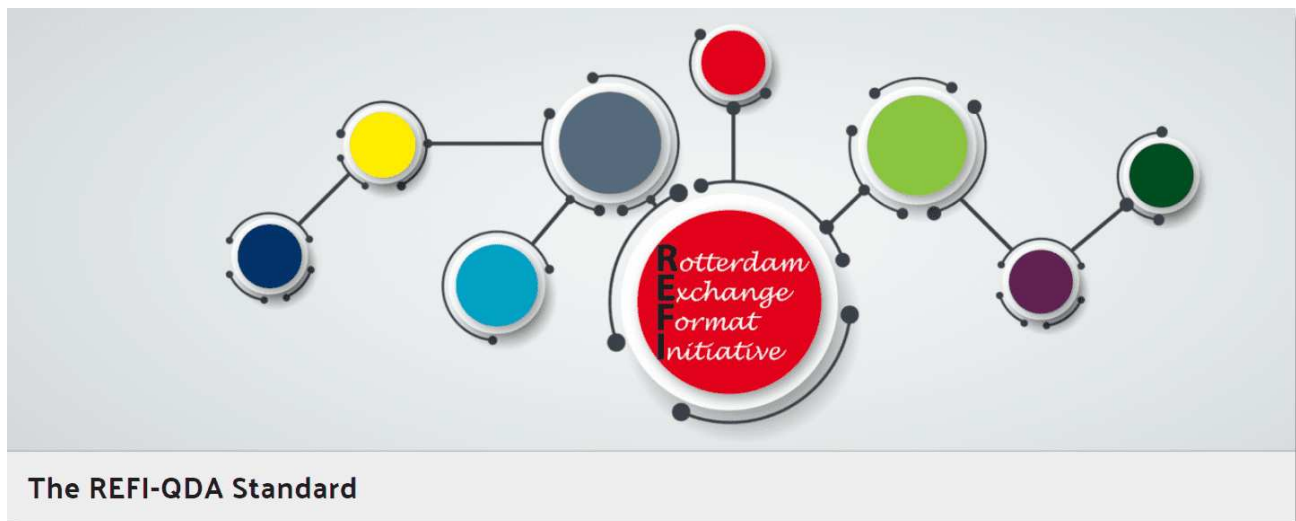 Rotterdam
Exchange
Format
Initiative
The REFI-QDA Standard